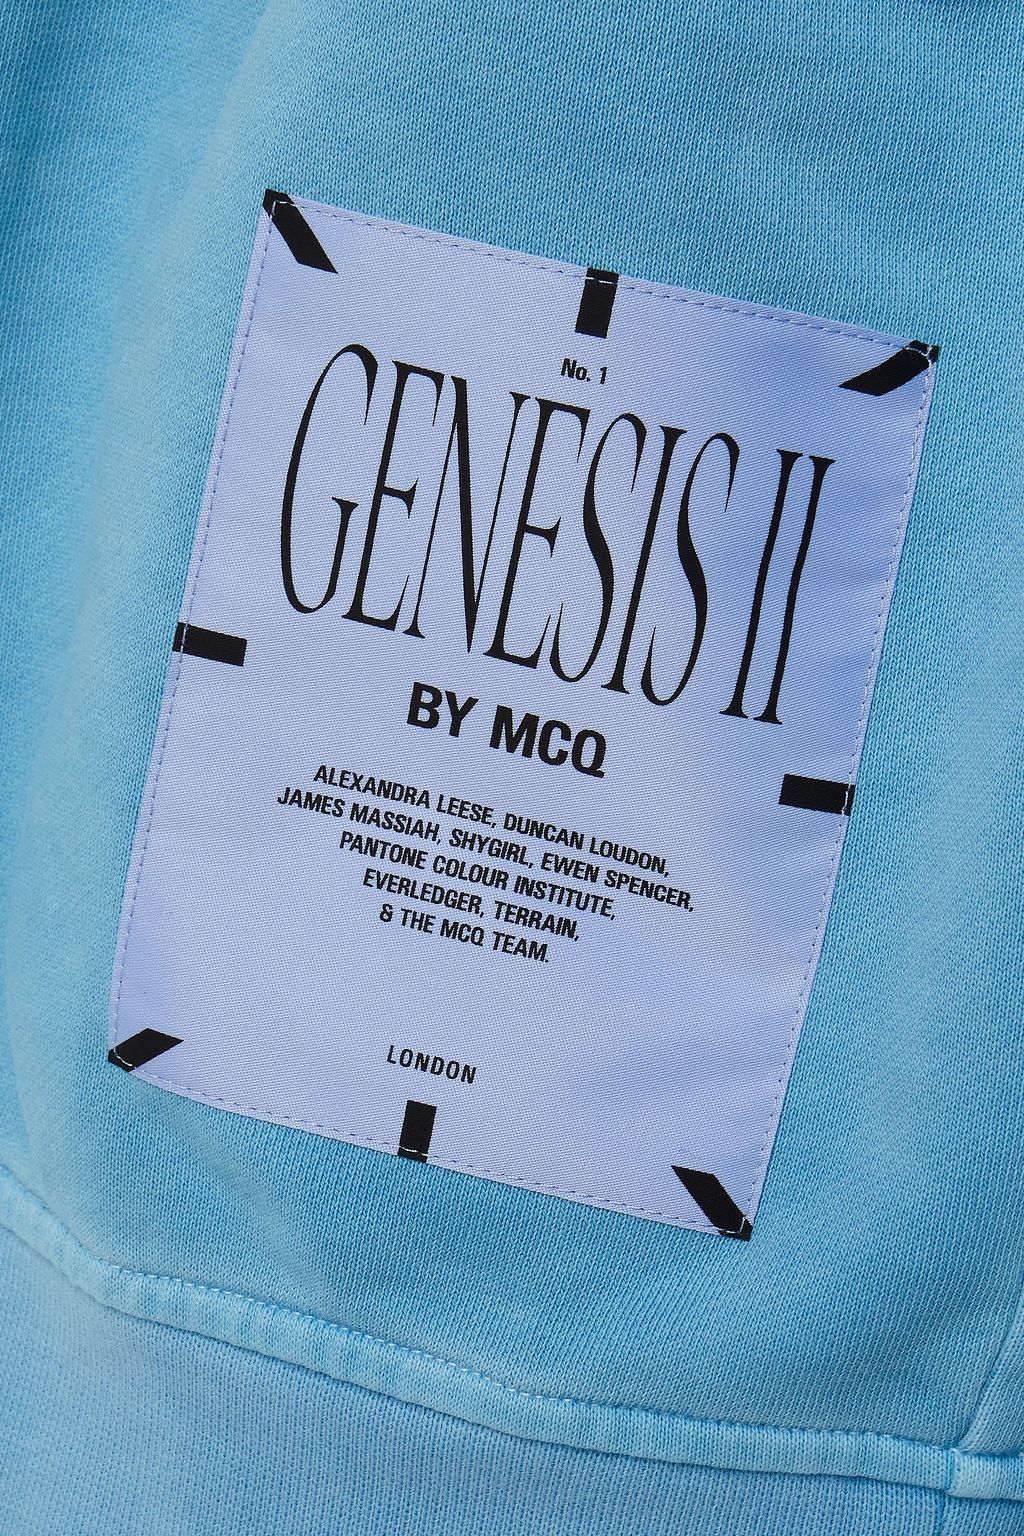 No. 1
GENESIS II
BY MCQ
ALEXANDRA LEESE, DUNCAN LOUDON,
JAMES MASSIAH, SHYGIRL, EWEN SPENCER,
PANTONE COLOUR INSTITUTE,
EVERLEDGER, TERRAIN,
& THE MCQ TEAM.
LONDON